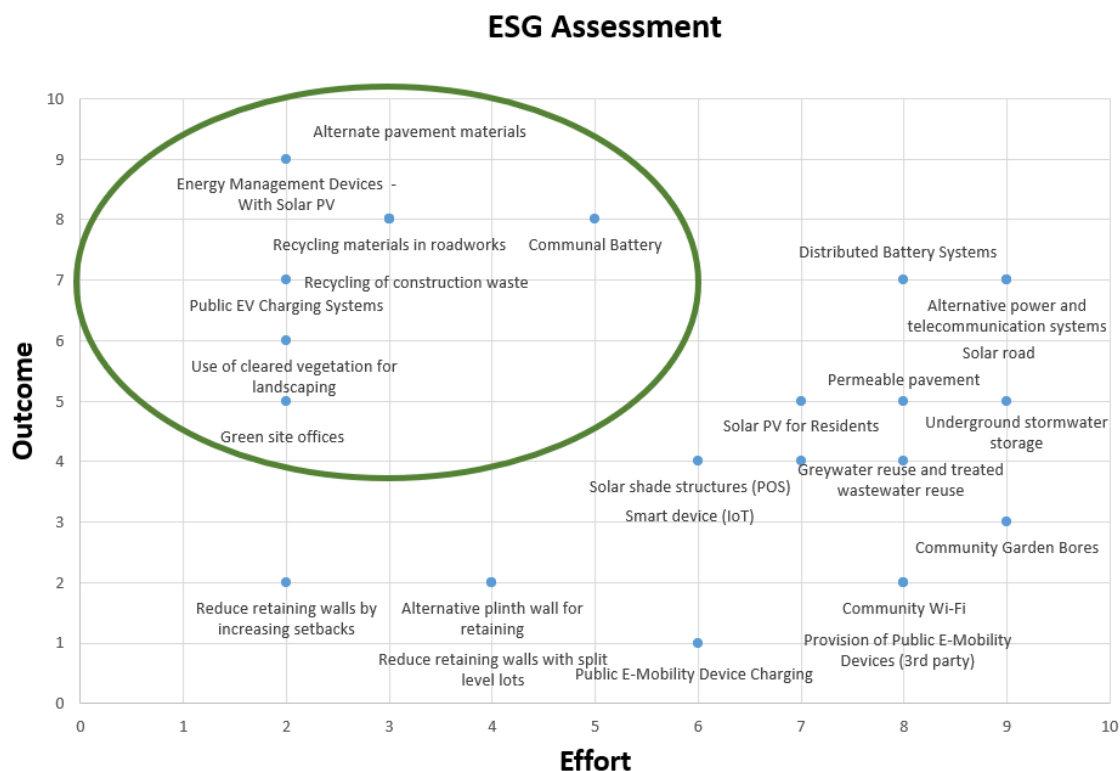 ESG Assessment
10
Alternate pavement materials
9
Energy Management Devices -
With Solar PV
8
Recycling materials in roadworks
Communal Battery
Distributed Battery Systems
7
Recycling of construction waste
Public EV Charging Systems
Alternative power and
telecommunication systems
6
Solar road
Use of cleared vegetation for
landscaping
Permeable pavement
5
Solar PV for Residents
Underground stormwater
storage
Green site offices
4
Greywater reuse and treated
wastewater reuse
Solar shade structures (POS)
Smart device (IoT)
3
Community Garden Bores
2
Reduce retaining walls by
increasing setbacks
Alternative plinth wall for
retaining
Community Wi-Fi
1
Provision of Public E-Mobility
Devices (3rd party)
Reduce retaining walls with split
level lots
Public E-Mobility Device Charging
0
0 1 2 3 4 5 6 7 8 9 10
Outcome
Effort